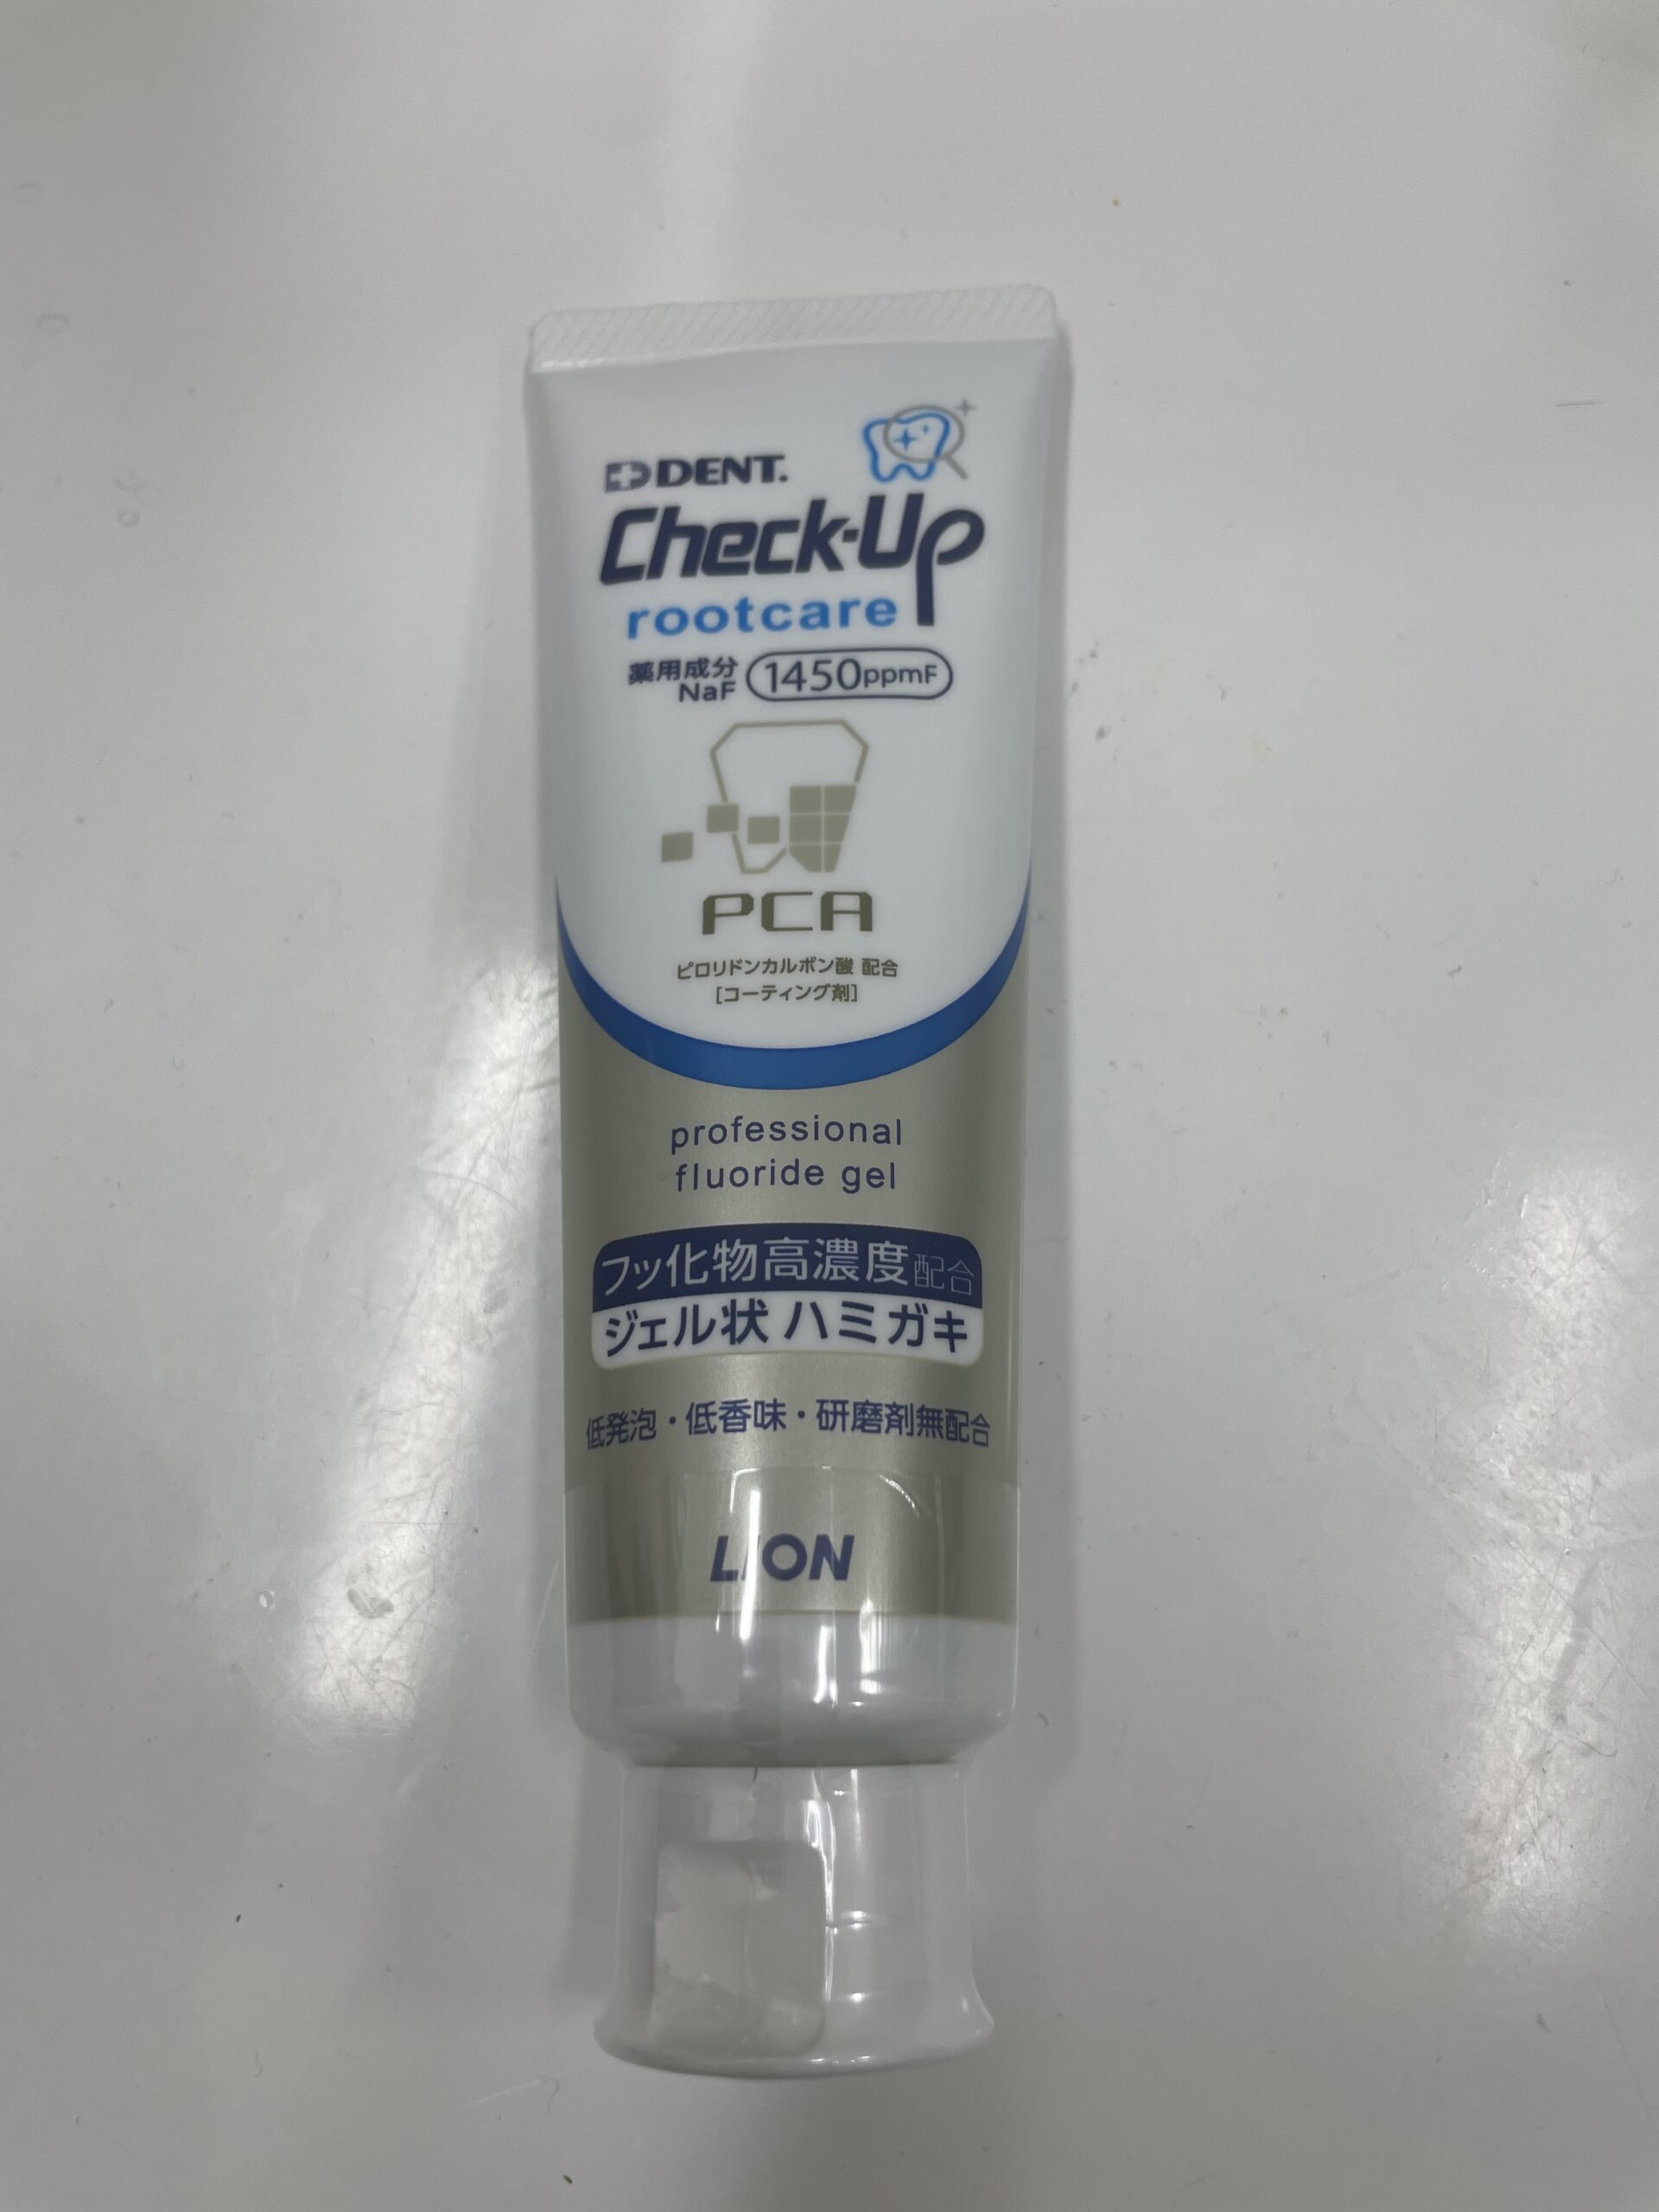 DENT.
Check-Up
rootcare
薬用成分
NaF
1450ppmF
PCA
ピロリドンカルボン酸 配合
[コーティング剤]
professional
fluoride gel
フッ化物高濃度配合
ジェル状 ハミガキ
低発泡・低香味・研磨剤無配合
LION